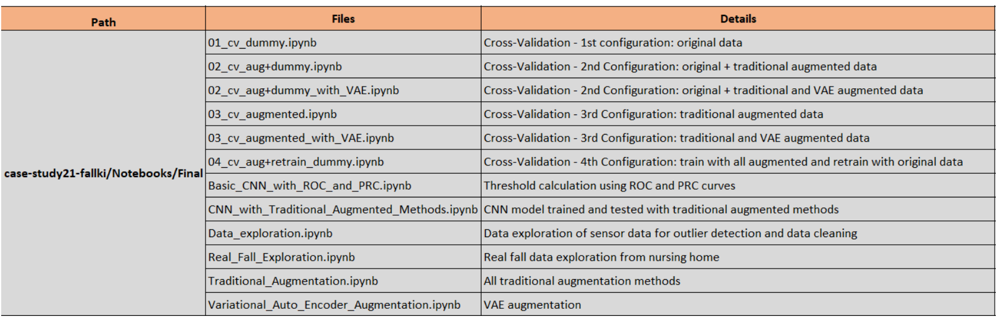 Path Files Details
case-study21-fallki/Notebooks/Final
01_cv_dummy.ipynb Cross-Validation - 1st configuration: original data
02_cv_aug+dummy.ipynb Cross-Validation - 2nd Configuration: original + traditional augmented data
02_cv_aug+dummy_with_VAE.ipynb Cross-Validation - 2nd Configuration: original + traditional and VAE augmented data
03_cv_augmented.ipynb Cross-Validation - 3rd Configuration: traditional augmented data
03_cv_augmented_with_VAE.ipynb Cross-Validation - 3rd Configuration: traditional and VAE augmented data
04_cv_aug+retrain_dummy.ipynb Cross-Validation - 4th Configuration: train with all augmented and retrain with original data
Basic_CNN_with_ROC_and_PRC.ipynb Threshold calculation using ROC and PRC curves
CNN_with_Traditional_Augmented_Methods.ipynb CNN model trained and tested with traditional augmented methods
Data_exploration.ipynb Data exploration of sensor data for outlier detection and data cleaning
Real_Fall_Exploration.ipynb Real fall data exploration from nursing home
Traditional_Augmentation.ipynb All traditional augmentation methods
Variational_Auto_Encoder_Augmentation.ipynb VAE augmentation